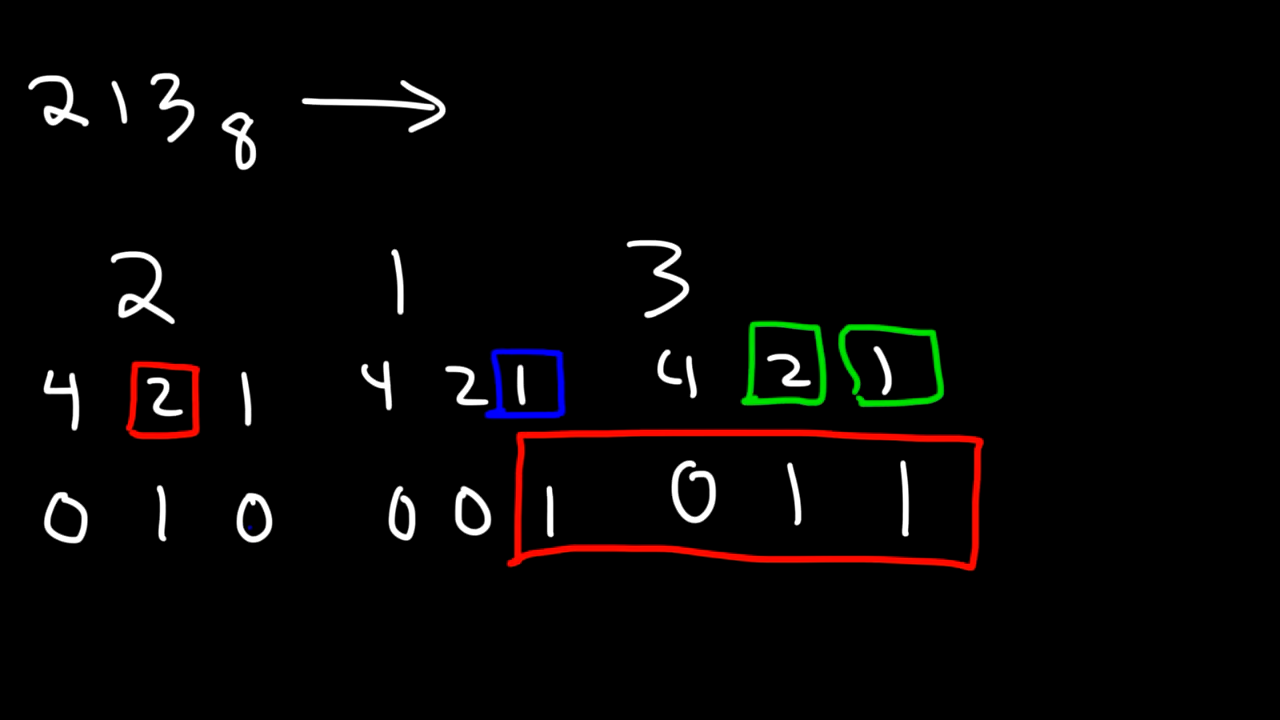 213₈ →
2 1 3
4 2 1 4 2 1 4 2 1
0 1 0 0 0 1 0 1 1